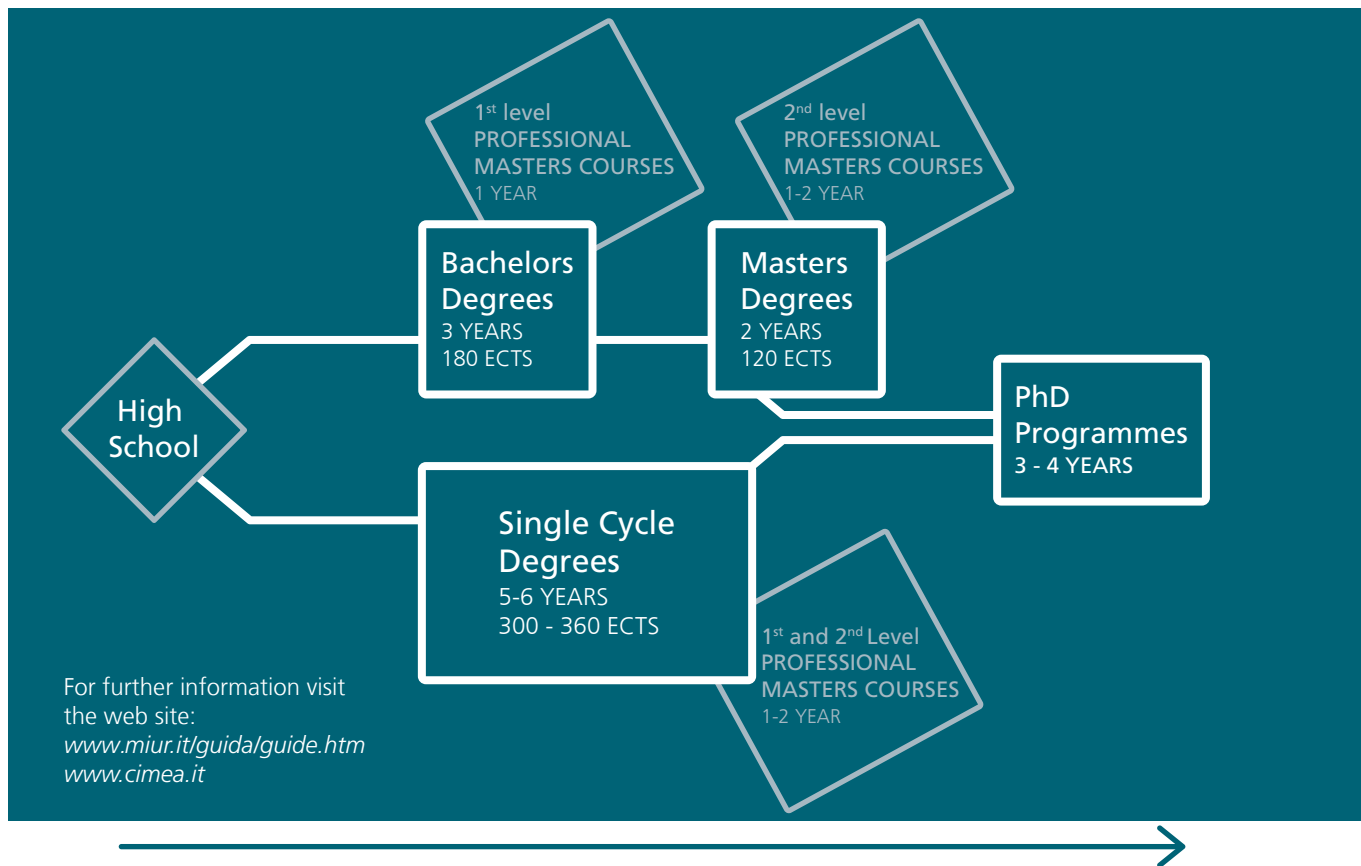 1st level
PROFESSIONAL
MASTERS COURSES
1 YEAR
2nd level
PROFESSIONAL
MASTERS COURSES
1-2 YEAR
Bachelors
Degrees
3 YEARS
180 ECTS
Masters
Degrees
2 YEARS
120 ECTS
High
School
PhD
Programmes
3 - 4 YEARS
Single Cycle
Degrees
5-6 YEARS
300 - 360 ECTS
1st and 2nd Level
PROFESSIONAL
MASTERS COURSES
1-2 YEAR
For further information visit
the web site:
www.miur.it/guida/guide.htm
www.cimea.it